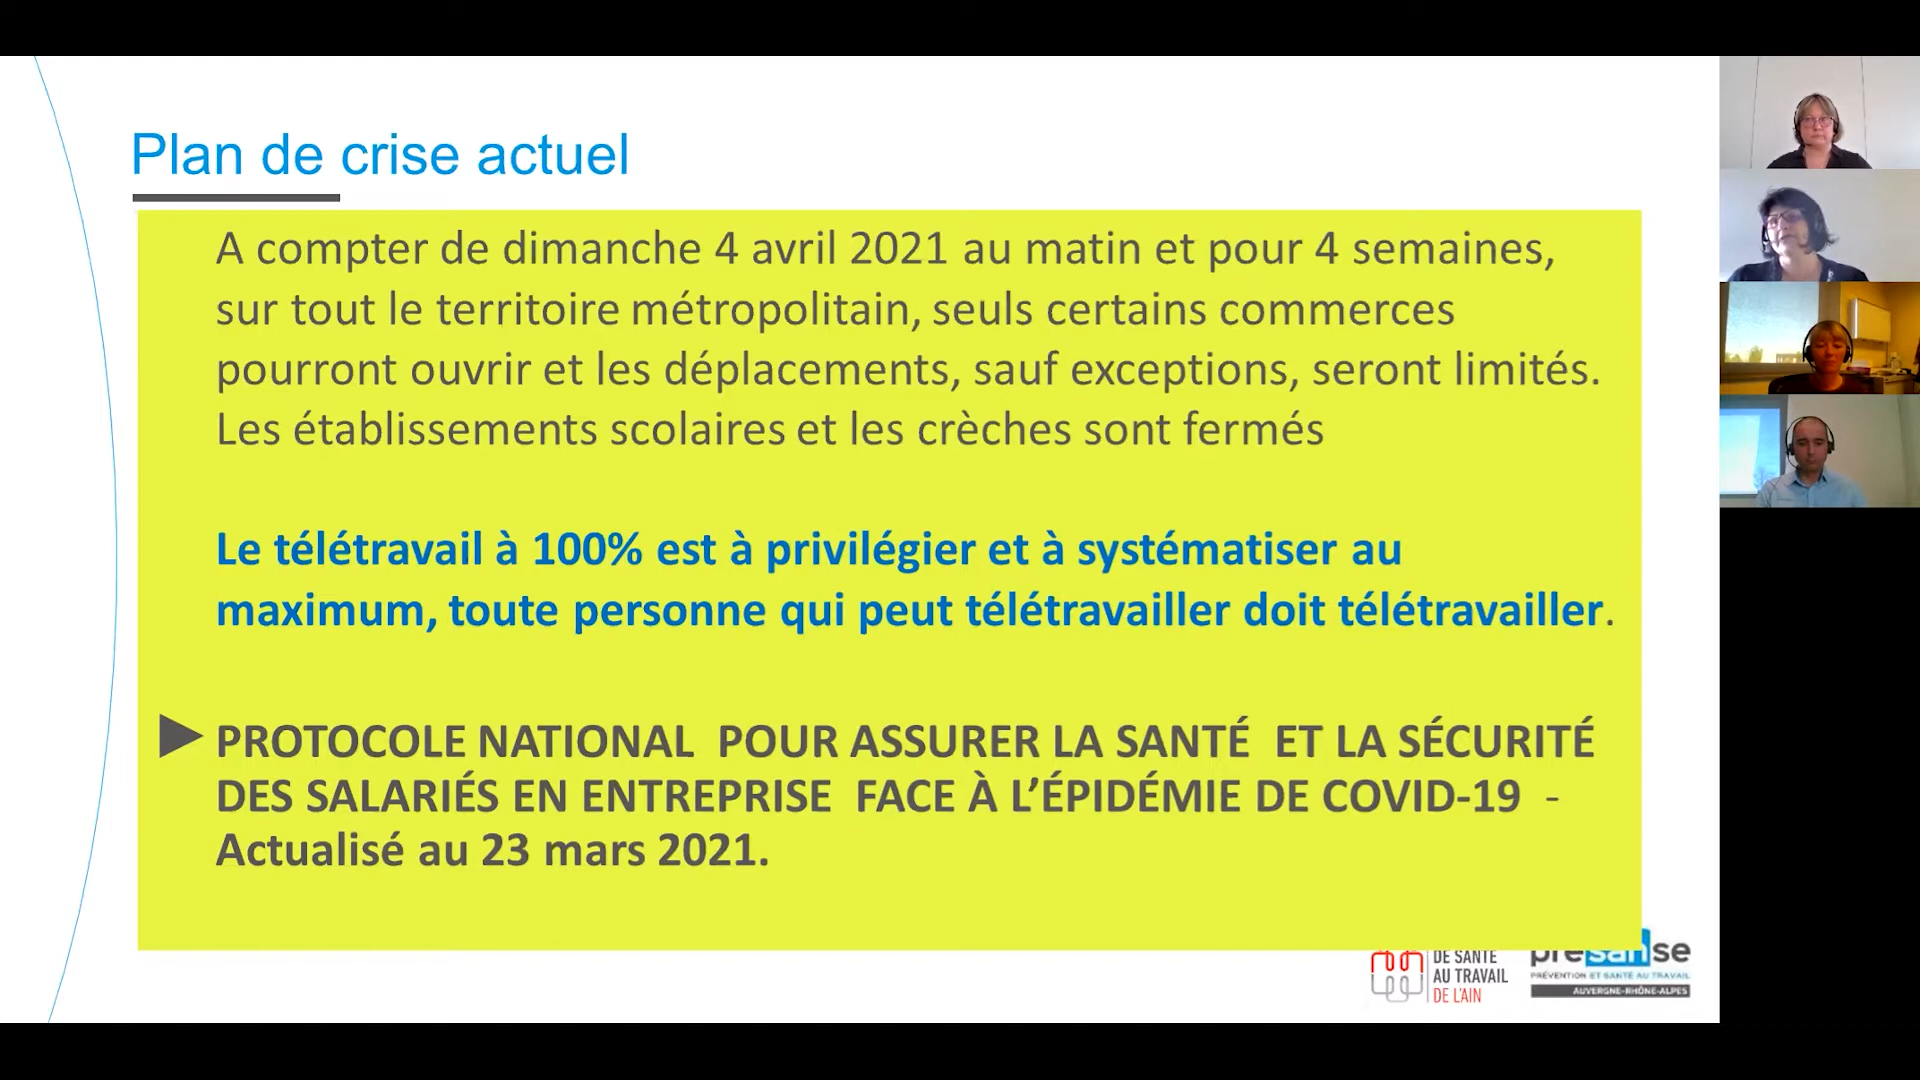 Plan de crise actuel
A compter de dimanche 4 avril 2021 au matin et pour 4 semaines,
sur tout le territoire métropolitain, seuls certains commerces
pourront ouvrir et les déplacements, sauf exceptions, seront limités.
Les établissements scolaires et les crèches sont fermés
Le télétravail à 100% est à privilégier et à systématiser au
maximum, toute personne qui peut télétravailler doit télétravailler.
PROTOCOLE NATIONAL POUR ASSURER LA SANTÉ ET LA SÉCURITÉ
DES SALARIÉS EN ENTREPRISE FACE À L’ÉPIDÉMIE DE COVID-19 -
Actualisé au 23 mars 2021.
DE SANTÉ
AU TRAVAIL
DE L'AIN
présanse
PRÉVENTION ET SANTÉ AU TRAVAIL
AUVERGNE-RHÔNE-ALPES